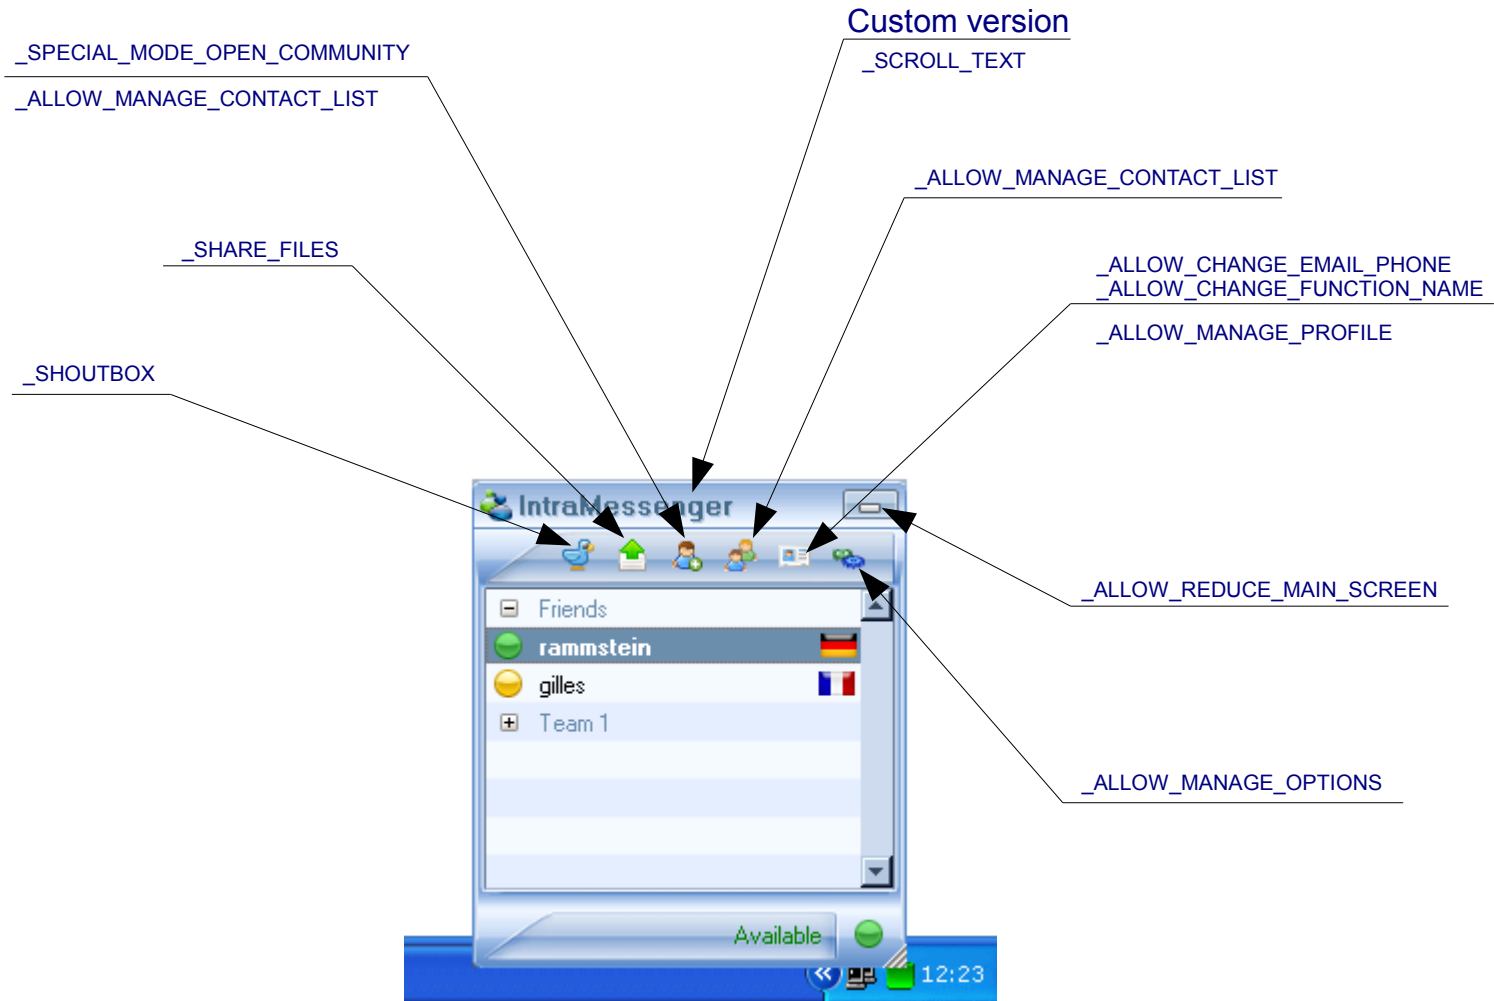 Custom version
_SCROLL_TEXT
_SPECIAL_MODE_OPEN_COMMUNITY
_ALLOW_MANAGE_CONTACT_LIST
_ALLOW_MANAGE_CONTACT_LIST
_SHARE_FILES
_ALLOW_CHANGE_EMAIL_PHONE
_ALLOW_CHANGE_FUNCTION_NAME
_ALLOW_MANAGE_PROFILE
_SHOUTBOX
IntraMessenger
_ALLOW_REDUCE_MAIN_SCREEN
Friends
rammstein
gilles
Team 1
_ALLOW_MANAGE_OPTIONS
Available
12:23